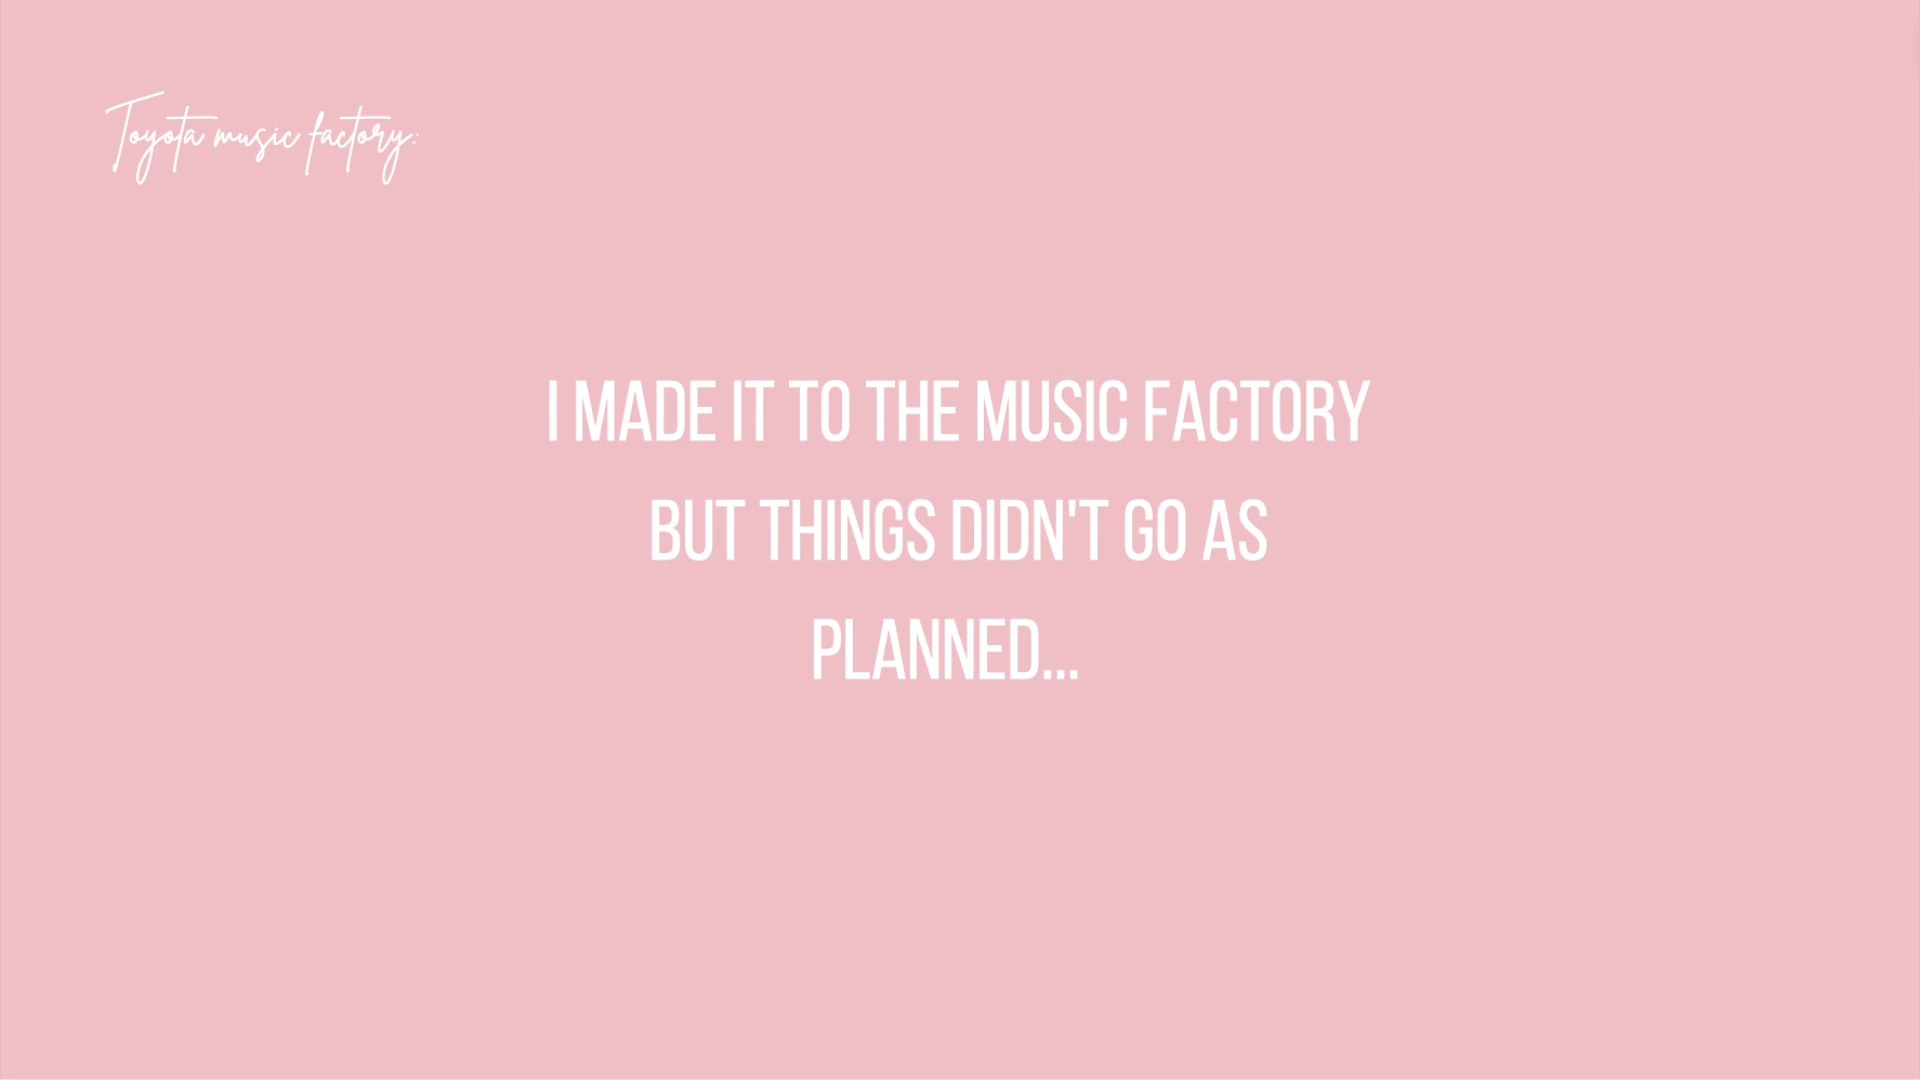 Toyota music factory:
I MADE IT TO THE MUSIC FACTORY
BUT THINGS DIDN'T GO AS
PLANNED...